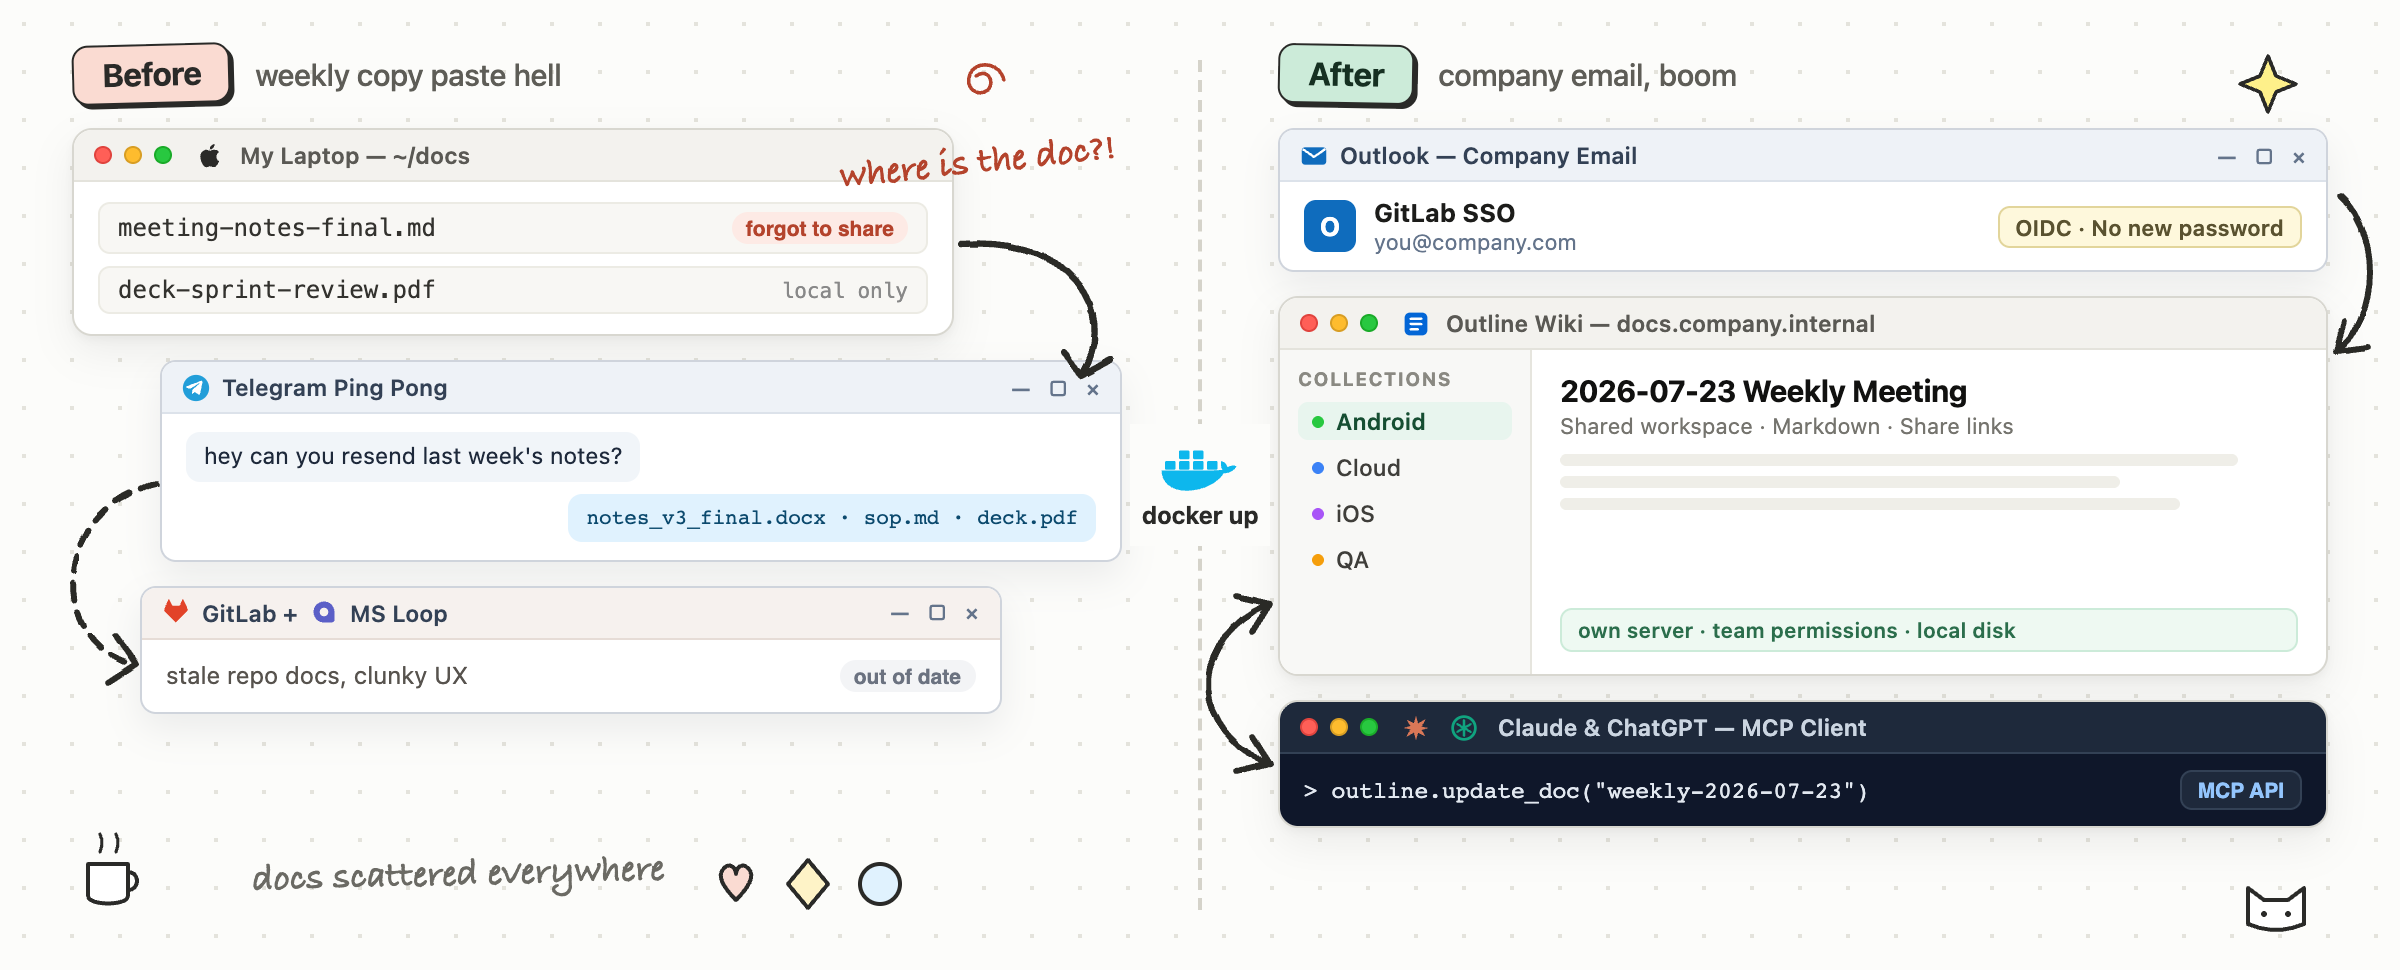 Before
weekly copy paste hell
My Laptop — ~/docs
where is the doc?!
meeting-notes-final.md
forgot to share
deck-sprint-review.pdf
local only
Telegram Ping Pong
hey can you resend last week's notes?
notes_v3_final.docx · sop.md · deck.pdf
GitLab + MS Loop
stale repo docs, clunky UX
out of date
docs scattered everywhere
docker up
After
company email, boom
Outlook — Company Email
O
GitLab SSO
you@company.com
OIDC · No new password
Outline Wiki — docs.company.internal
COLLECTIONS
Android
Cloud
iOS
QA
2026-07-23 Weekly Meeting
Shared workspace · Markdown · Share links
own server · team permissions · local disk
Claude & ChatGPT — MCP Client
> outline.update_doc("weekly-2026-07-23")
MCP API